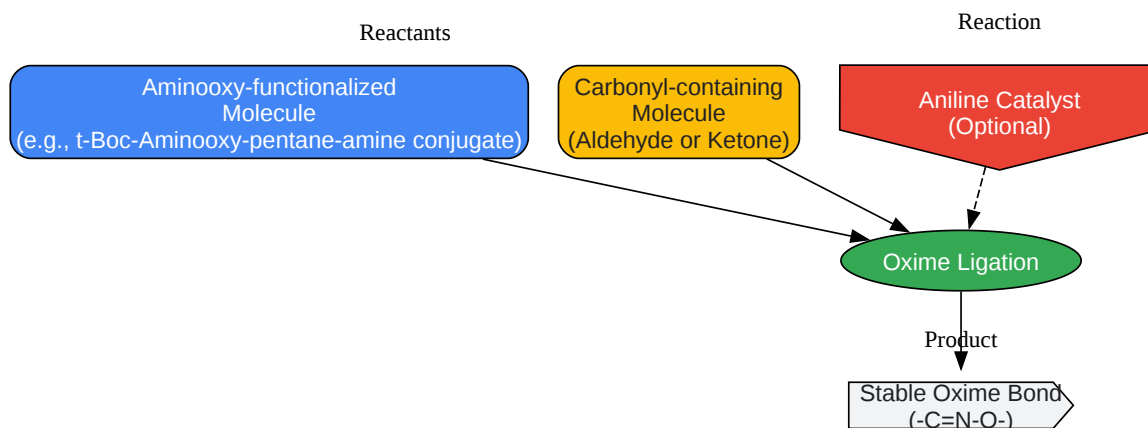 Reactants
Reaction
Aminooxy-functionalized
Molecule
(e.g., t-Boc-Aminooxy-pentane-amine conjugate)
Carbonyl-containing
Molecule
(Aldehyde or Ketone)
Aniline Catalyst
(Optional)
Oxime Ligation
Product
Stable Oxime Bond
(-C=N-O-)